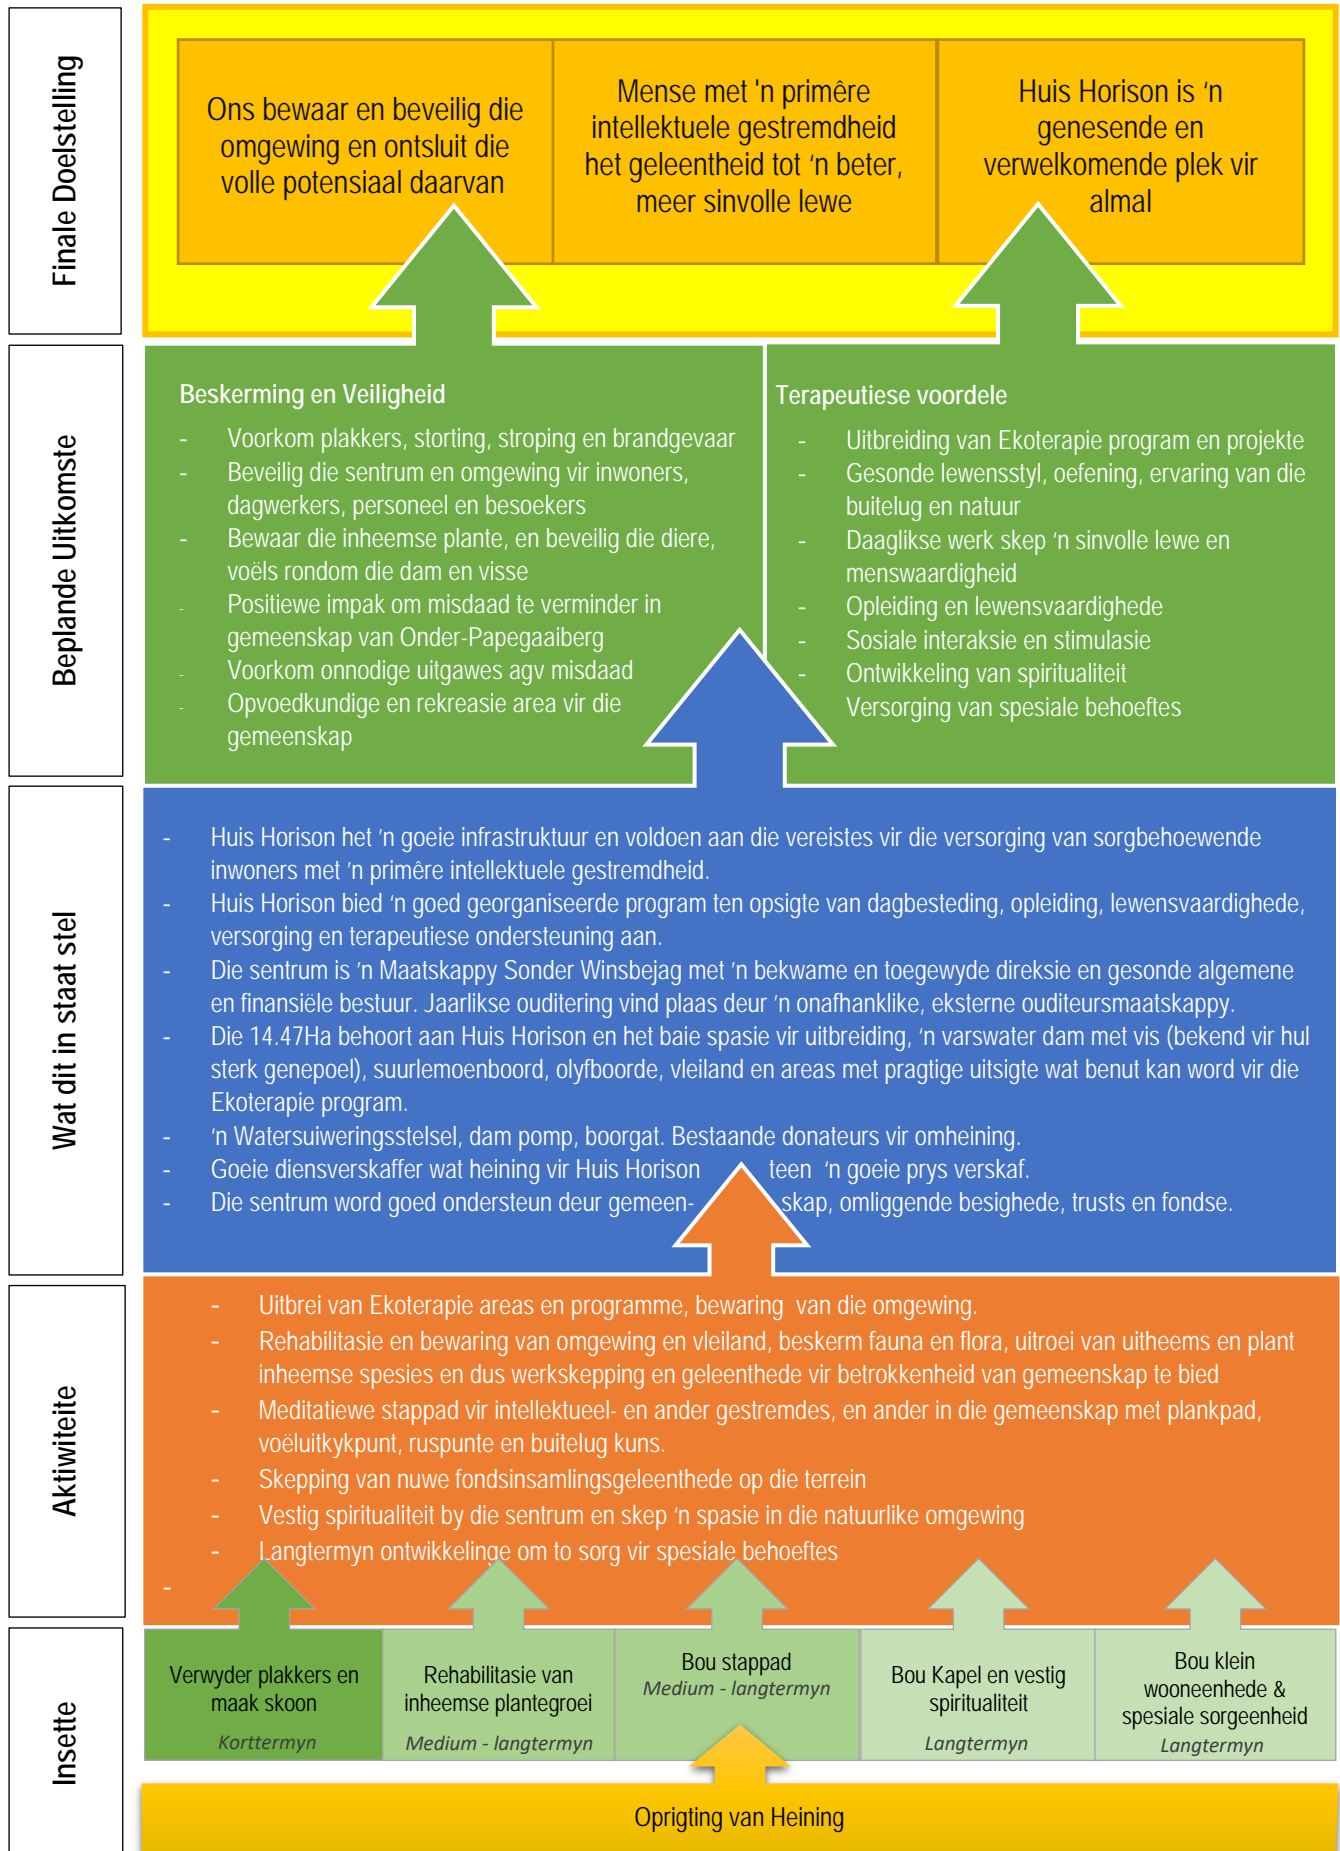 Finale Doelstelling
Ons bewaar en beveilig die
omgewing en ontsluit die
volle potensiaal daarvan
Mense met 'n primêre
intellektuele gestremdheid
het geleentheid tot ‘n beter,
meer sinvolle lewe
Huis Horison is ‘n
genesende en
verwelkomende plek vir
almal
Beplande Uitkomste
Beskerming en Veiligheid
- Voorkom plakkers, storting, stroping en brandgevaar
- Beveilig die sentrum en omgewing vir inwoners,
dagwerkers, personeel en besoekers
- Bewaar die inheemse plante, en beveilig die diere,
voëls rondom die dam en visse
- Positiewe impak om misdaad te verminder in
gemeenskap van Onder-Papegaaiberg
- Voorkom onnodige uitgawes agv misdaad
- Opvoedkundige en rekreasie area vir die
gemeenskap
Terapeutiese voordele
- Uitbreiding van Ekoterapie program en projekte
- Gesonde lewensstyl, oefening, ervaring van die
buitelug en natuur
- Daaglikse werk skep ‘n sinvolle lewe en
menswaardigheid
- Opleiding en lewensvaardighede
- Sosiale interaksie en stimulasie
- Ontwikkeling van spiritualiteit
Versorging van spesiale behoeftes
Wat dit in staat stel
- Huis Horison het ’n goeie infrastruktuur en voldoen aan die vereistes vir die versorging van sorgbehoewende
inwoners met ’n primêre intellektuele gestremdheid.
- Huis Horison bied ‘n goed georganiseerde program ten opsigte van dagbesteding, opleiding, lewensvaardighede,
versorging en terapeutiese ondersteuning aan.
- Die sentrum is ’n Maatskappy Sonder Winsbejag met ’n bekwame en toegewyde direksie en gesonde algemene
en finansiële bestuur. Jaarlikse ouditering vind plaas deur ’n onafhanklike, eksterne ouditeursmaatskappy.
- Die 14.47Ha behoort aan Huis Horison en het baie spasie vir uitbreiding, ‘n varswater dam met vis (bekend vir hul
sterk genepoel), suurlemoenboord, olyfboorde, vleiland en areas met pragtige uitsigte wat benut kan word vir die
Ekoterapie program.
- ‘n Watersuiweringsstelsel, dam pomp, boorgat. Bestaande donateurs vir omheining.
- Goeie diensverskaffer wat heining vir Huis Horison teen ‘n goeie prys verskaf.
- Die sentrum word goed ondersteun deur gemeen- skap, omliggende besighede, trusts en fondse.
Aktiwiteite
- Uitbrei van Ekoterapie areas en programme, bewaring van die omgewing.
- Rehabilitasie en bewaring van omgewing en vleiland, beskerm fauna en flora, uitroei van uitheems en plant
inheemse spesies en dus werkskepping en geleenthede vir betrokkenheid van gemeenskap te bied
- Meditatiewe stappad vir intellektueel- en ander gestremdes, en ander in die gemeenskap met plankpad,
voëluitkykpunt, ruspunte en buitelug kuns.
- Skepping van nuwe fondsinsamlingsgeleenthede op die terrein
- Vestig spiritualiteit by die sentrum en skep ‘n spasie in die natuurlike omgewing
- Langtermyn ontwikkelinge om to sorg vir spesiale behoeftes
-
Insette
Verwyder plakkers en
maak skoon
Korttermyn
Rehabilitasie van
inheemse plantegroei
Medium - langtermyn
Bou stappad
Medium - langtermyn
Bou Kapel en vestig
spiritualiteit
Langtermyn
Bou klein
wooneenhede &
spesiale sorgeenheid
Langtermyn
Oprigting van Heining